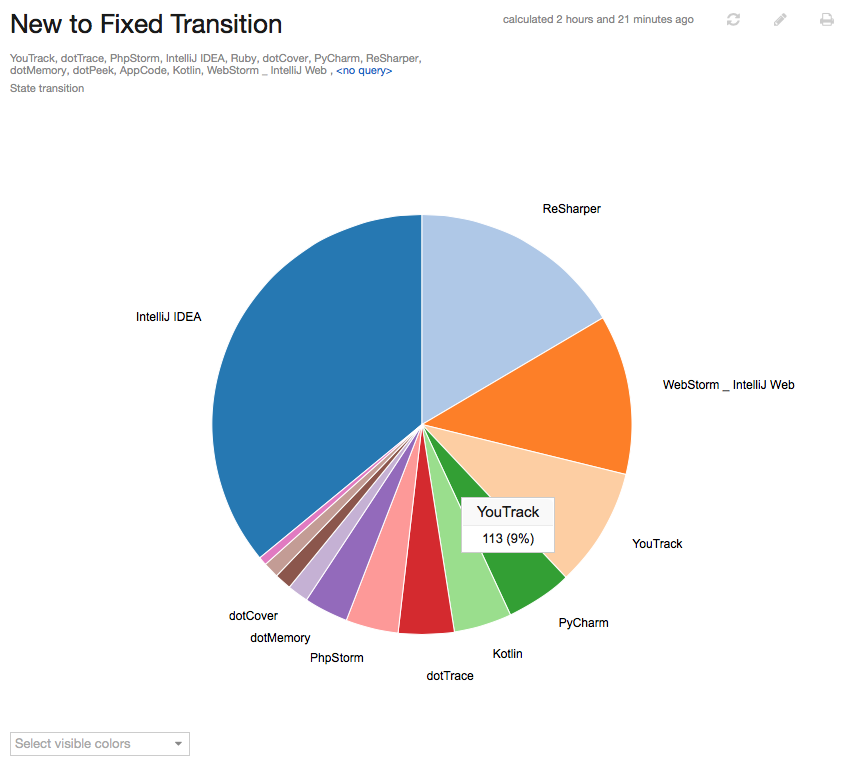 New to Fixed Transition
calculated 2 hours and 21 minutes ago
YouTrack, dotTrace, PhpStorm, IntelliJ IDEA, Ruby, dotCover, PyCharm, ReSharper,
dotMemory, dotPeek, AppCode, Kotlin, WebStorm _ IntelliJ Web , <no query>
State transition
ReSharper
IntelliJ IDEA
WebStorm _ IntelliJ Web
YouTrack
113 (9%)
YouTrack
dotCover
PyCharm
dotMemory
PhpStorm
Kotlin
dotTrace
Select visible colors